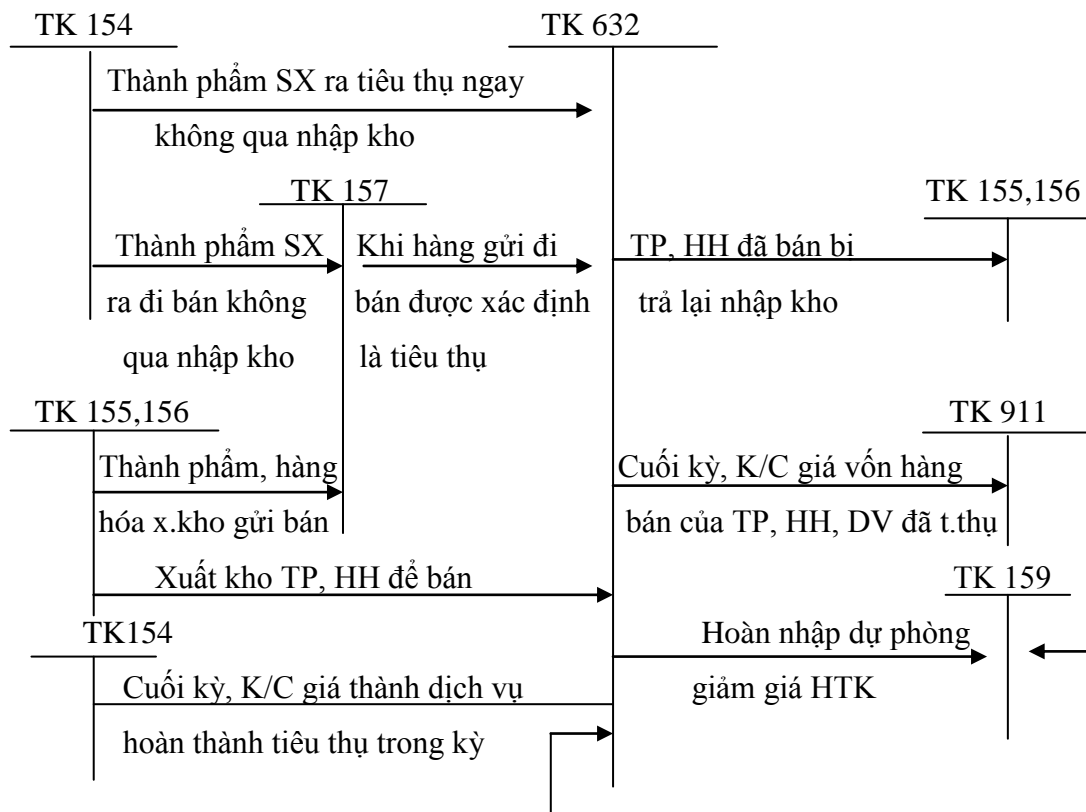 TK 154
TK 632
Thành phẩm SX ra tiêu thụ ngay
không qua nhập kho
TK 157
TK 155,156
Thành phẩm SX
ra đi bán không
qua nhập kho
Khi hàng gửi đi
bán được xác định
là tiêu thụ
TP, HH đã bán bi
trả lại nhập kho
TK 155,156
TK 911
Thành phẩm, hàng
hóa x.kho gửi bán
Cuối kỳ, K/C giá vốn hàng
bán của TP, HH, DV đã t.thụ
Xuất kho TP, HH để bán
TK 159
TK154
Hoàn nhập dự phòng
giảm giá HTK
Cuối kỳ, K/C giá thành dịch vụ
hoàn thành tiêu thụ trong kỳ